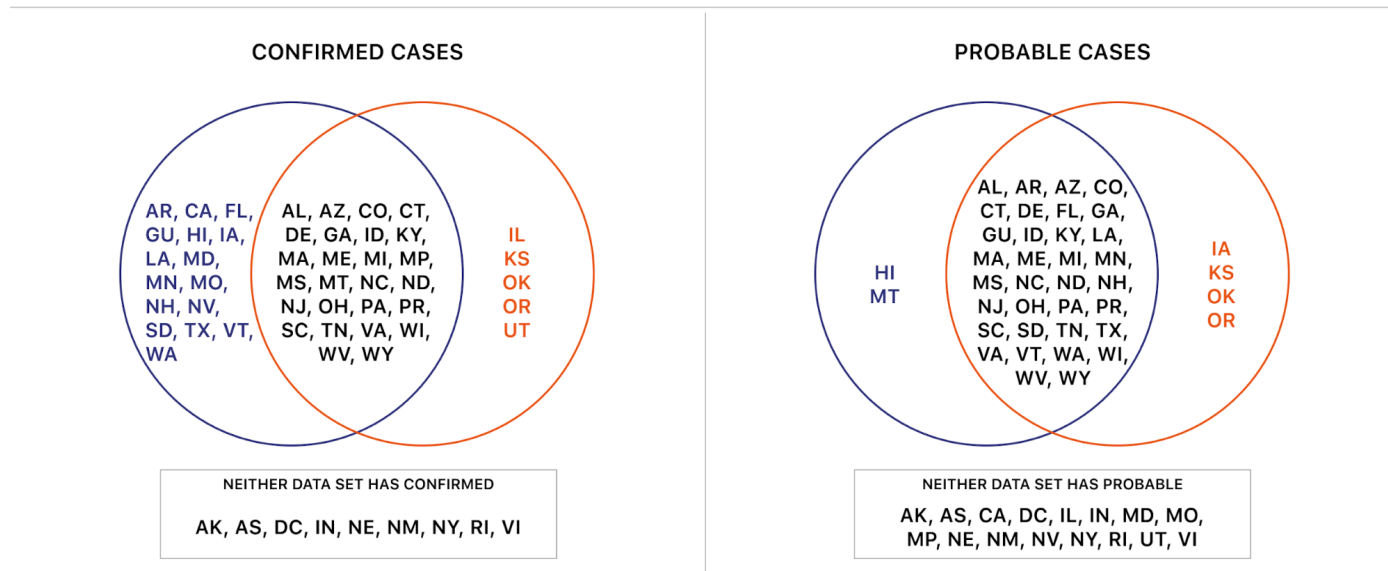 CONFIRMED CASES
AR, CA, FL,
GU, HI, IA,
LA, MD,
MN, MO,
NH, NV,
SD, TX, VT,
WA
AL, AZ, CO, CT,
DE, GA, ID, KY,
MA, ME, MI, MP,
MS, MT, NC, ND,
NJ, OH, PA, PR,
SC, TN, VA, WI,
WV, WY
IL
KS
OK
OR
UT
NEITHER DATA SET HAS CONFIRMED
AK, AS, DC, IN, NE, NM, NY, RI, VI
PROBABLE CASES
HI
MT
AL, AR, AZ, CO,
CT, DE, FL, GA,
GU, ID, KY, LA,
MA, ME, MI, MN,
MS, NC, ND, NH,
NJ, OH, PA, PR,
SC, SD, TN, TX,
VA, VT, WA, WI,
WV, WY
IA
KS
OK
OR
NEITHER DATA SET HAS PROBABLE
AK, AS, CA, DC, IL, IN, MD, MO,
MP, NE, NM, NV, NY, RI, UT, VI